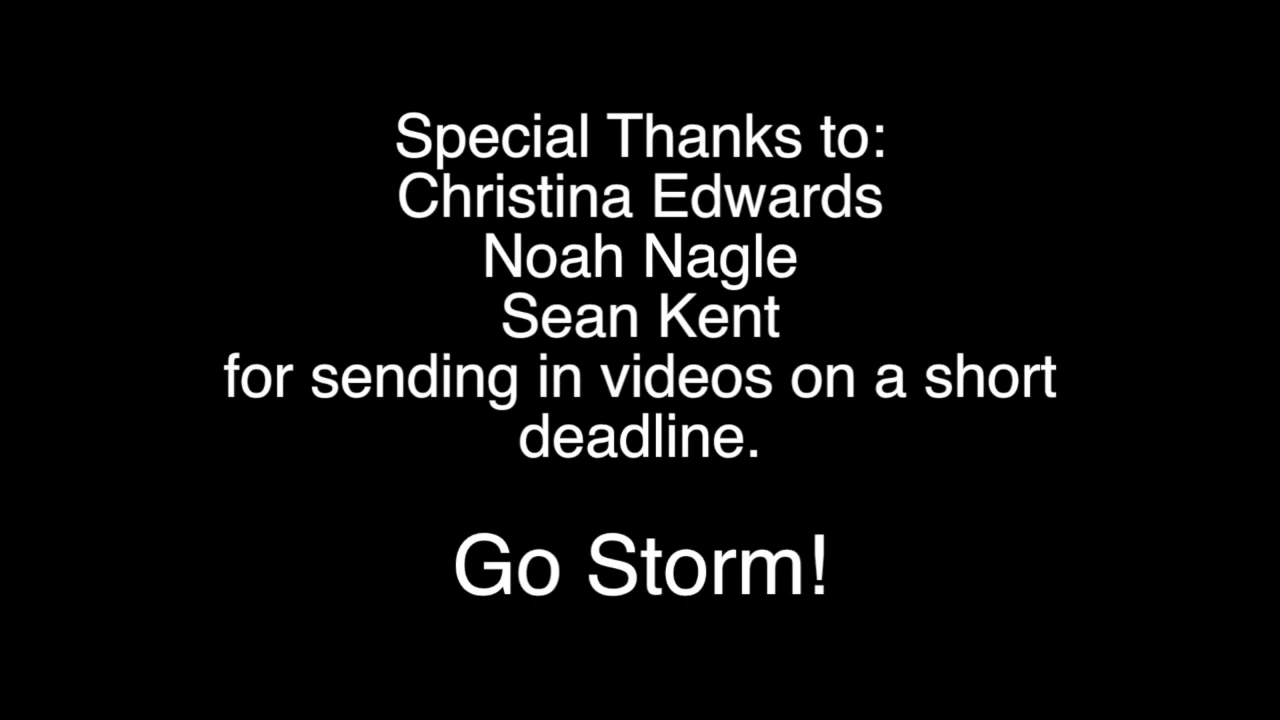 Special Thanks to:
Christina Edwards
Noah Nagle
Sean Kent
for sending in videos on a short
deadline.
Go Storm!